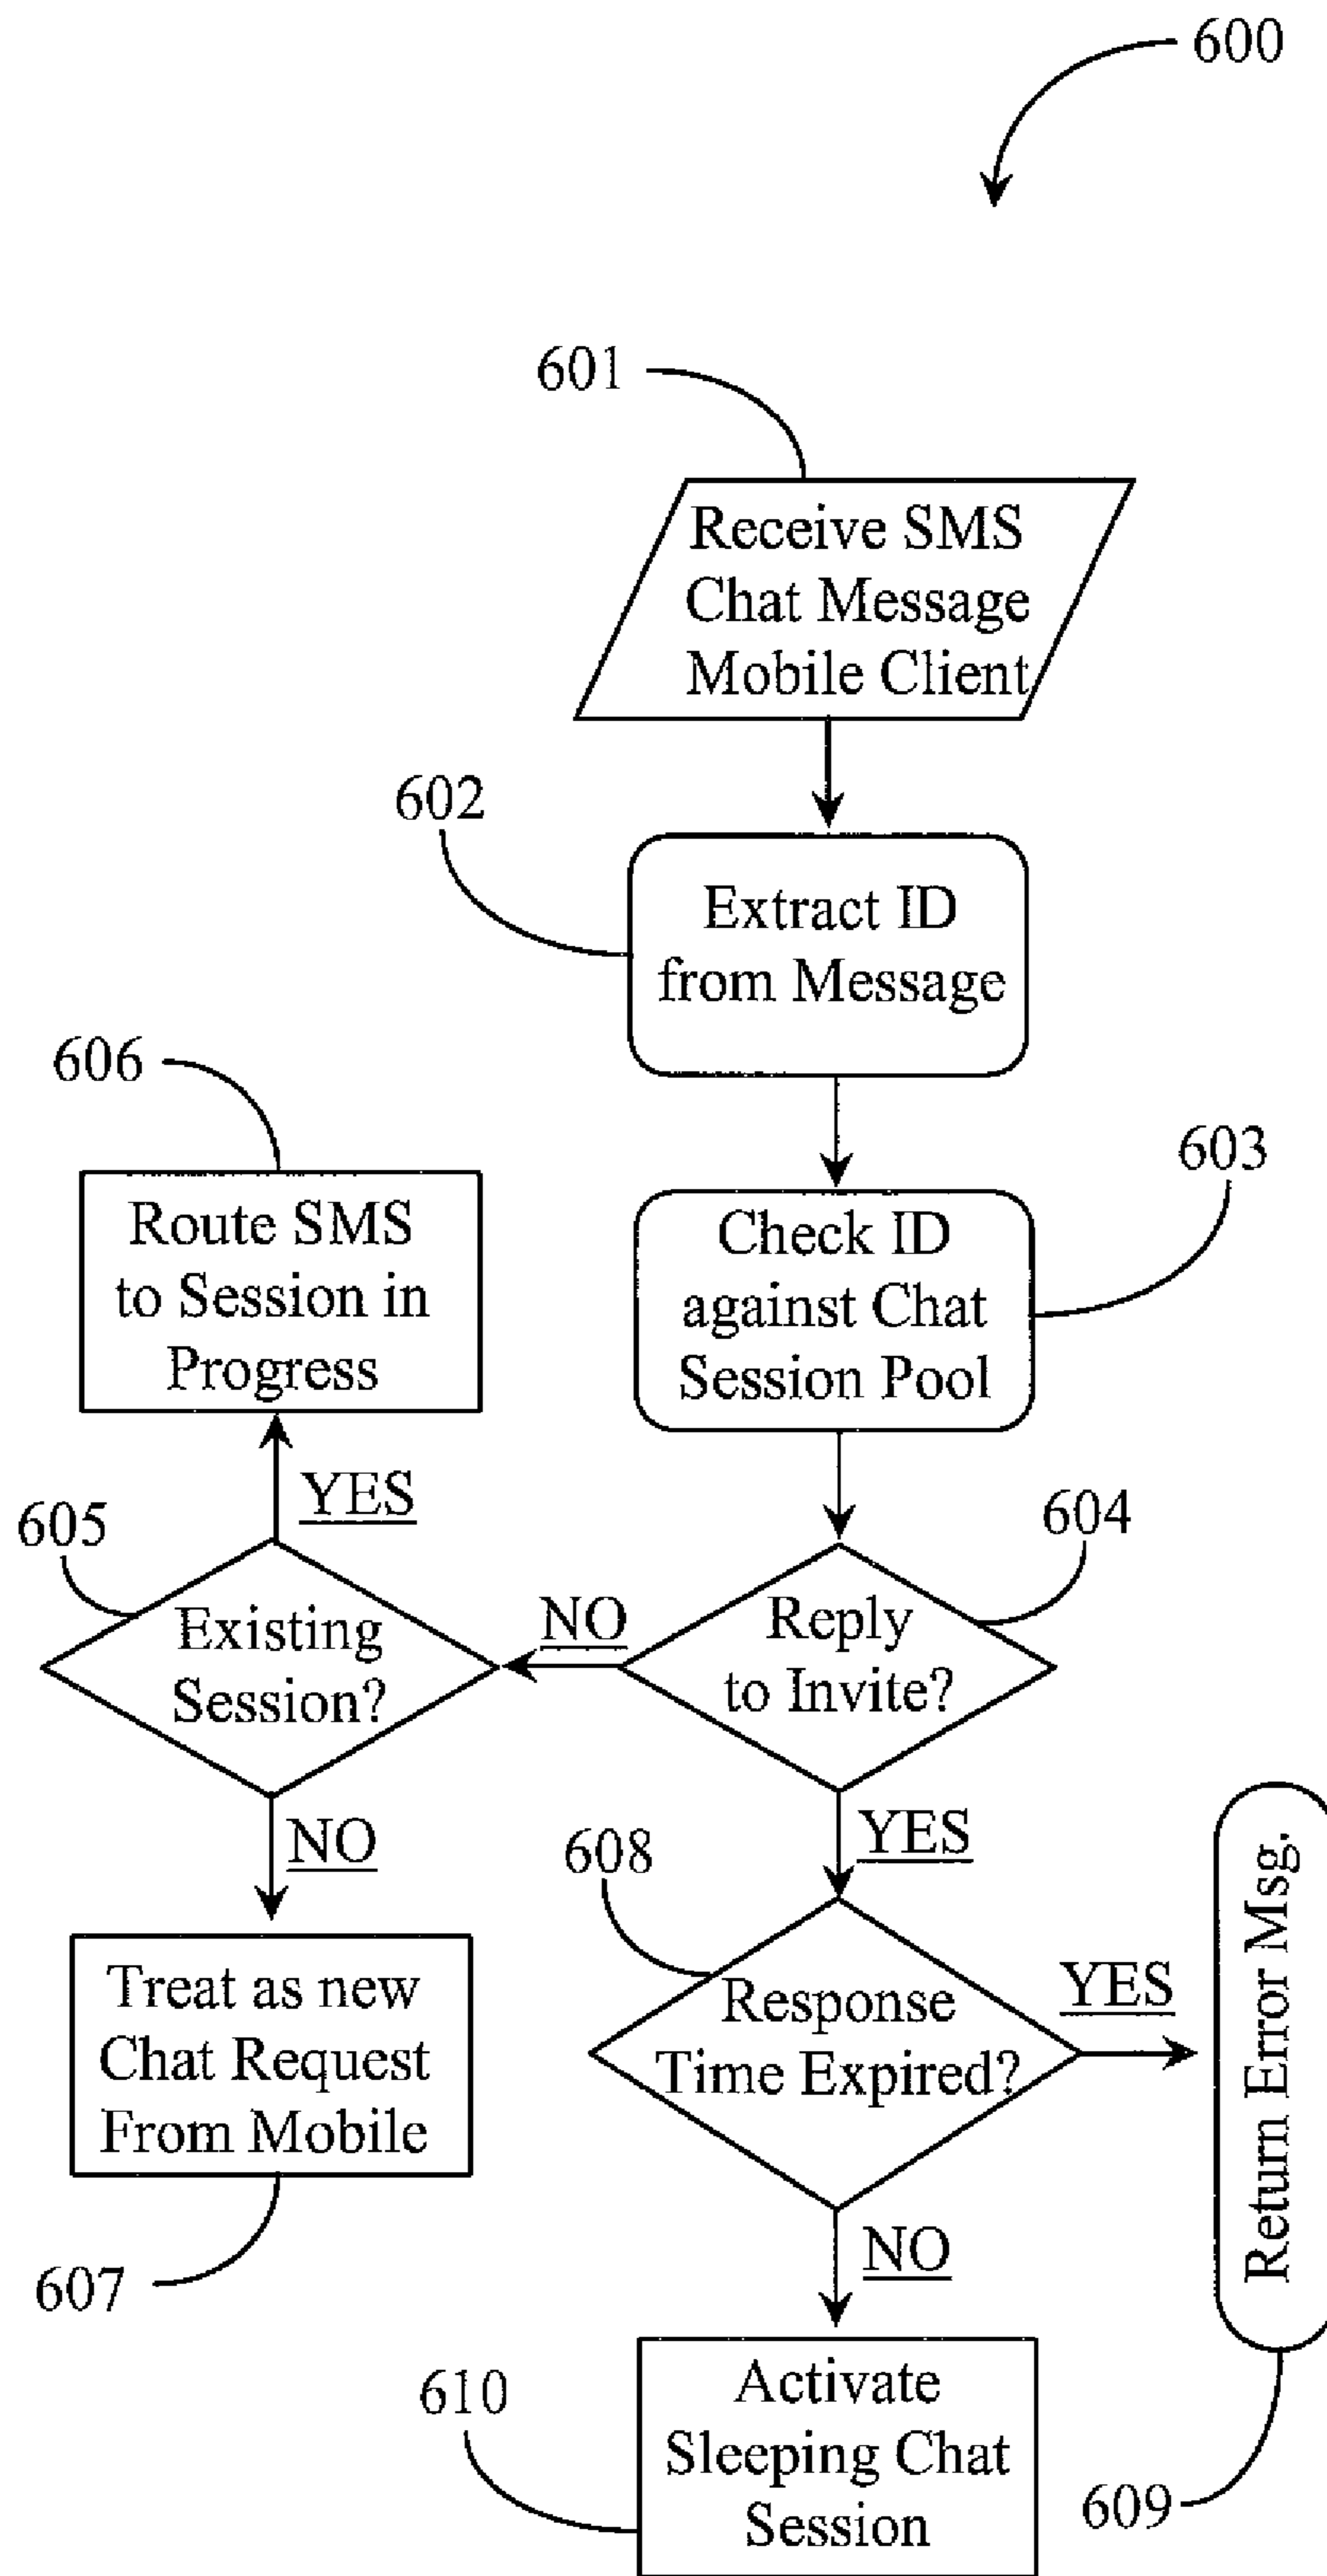 600
601
Receive SMS
Chat Message
Mobile Client
602
Extract ID
from Message
606
603
Route SMS
to Session in
Progress
Check ID
against Chat
Session Pool
YES
605
604
Existing
Session?
NO
Reply
to Invite?
NO
YES
608
Treat as new
Chat Request
From Mobile
Response
Time Expired?
YES
Return Error Msg.
607
NO
610
Activate
Sleeping Chat
Session
609